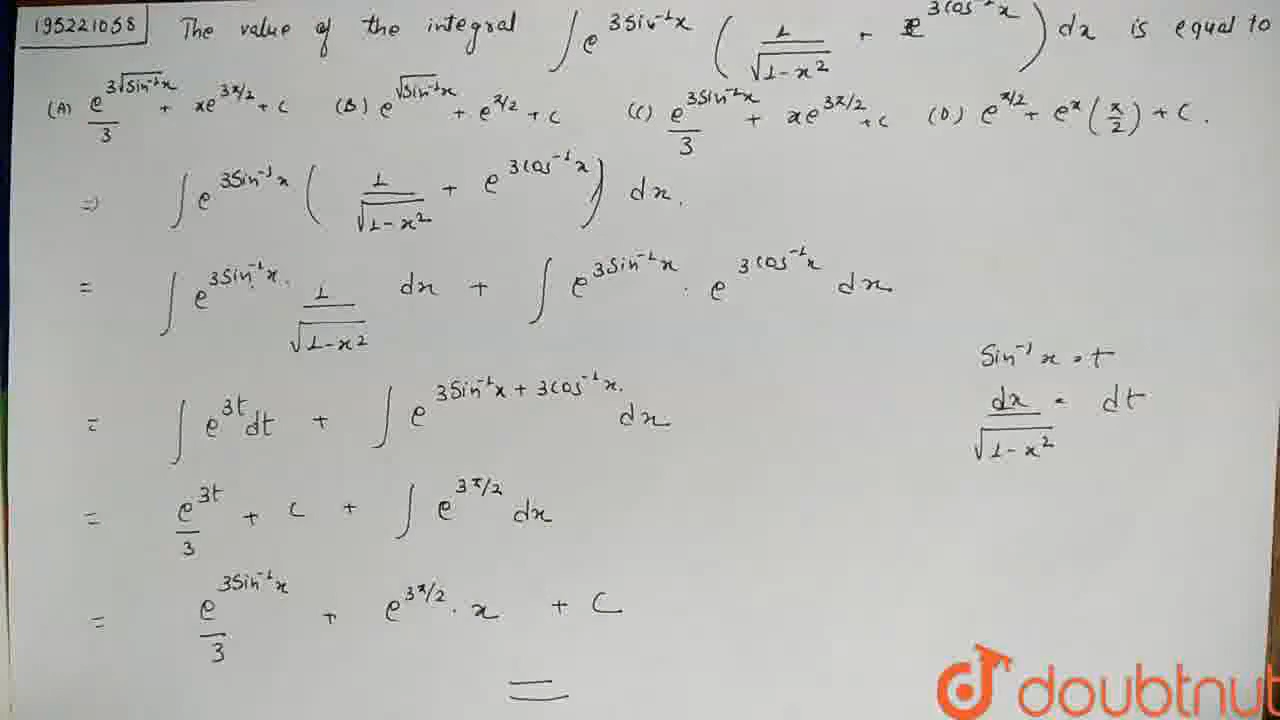 195221058 The value of the integral ∫ e^(3Sin⁻¹x) ( 1/√(1-x²) + e^(3cos⁻¹x) ) dx is equal to
(A) e^(3√Sin⁻¹x)/3 + xe^(3π/2) + C (B) e^(√Sin⁻¹x) + e^(π/2) + C (C) e^(3Sin⁻¹x)/3 + xe^(3π/2) + C (D) e^(π/2) + e^x (π/2) + C.
=> ∫ e^(3Sin⁻¹x) ( 1/√(1-x²) + e^(3cos⁻¹x) ) dx.
= ∫ e^(3Sin⁻¹x) . 1/√(1-x²) dx + ∫ e^(3Sin⁻¹x) . e^(3cos⁻¹x) dx
Sin⁻¹x = t
= ∫ e^(3t) dt + ∫ e^(3Sin⁻¹x + 3cos⁻¹x) dx
dx/√(1-x²) = dt
= e^(3t)/3 + C + ∫ e^(3π/2) dx
= e^(3Sin⁻¹x)/3 + e^(3π/2) . x + C
doubtnut